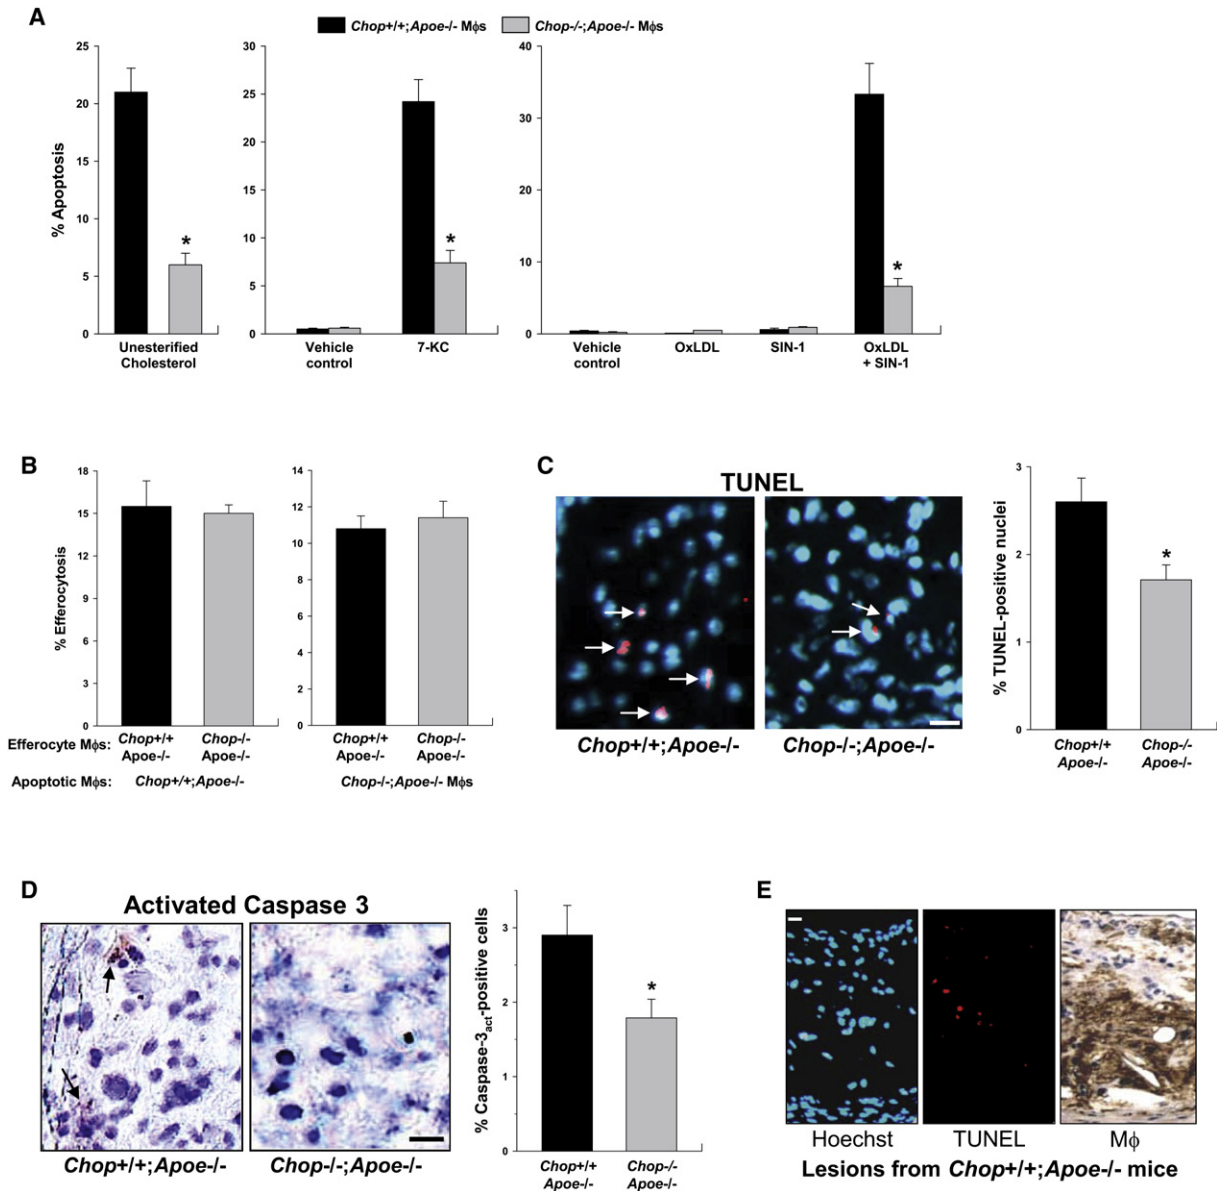 A
Chop+/+;Apoe-/- Mϕs
Chop-/-;Apoe-/- Mϕs
% Apoptosis
25
20
15
10
5
0
*
Unesterified
Cholesterol
30
25
20
15
10
5
0
*
Vehicle
control
7-KC
40
30
20
10
0
*
Vehicle
control
OxLDL
SIN-1
OxLDL
+ SIN-1
B
% Efferocytosis
18
15
12
9
6
3
0
14
12
10
8
6
4
2
0
Efferocyte Mϕs:
Chop+/+
Apoe-/-
Chop-/-
Apoe-/-
Chop+/+
Apoe-/-
Chop-/-
Apoe-/-
Apoptotic Mϕs:
Chop+/+;Apoe-/-
Chop-/-;Apoe-/- Mϕs
C
TUNEL
Chop+/+;Apoe-/-
Chop-/-;Apoe-/-
% TUNEL-positive nuclei
3
2
1
0
*
Chop+/+
Apoe-/-
Chop-/-
Apoe-/-
D
Activated Caspase 3
Chop+/+;Apoe-/-
Chop-/-;Apoe-/-
% Caspase-3act-positive cells
3
2
1
0
*
Chop+/+
Apoe-/-
Chop-/-
Apoe-/-
E
Hoechst
TUNEL
Mϕ
Lesions from Chop+/+;Apoe-/- mice